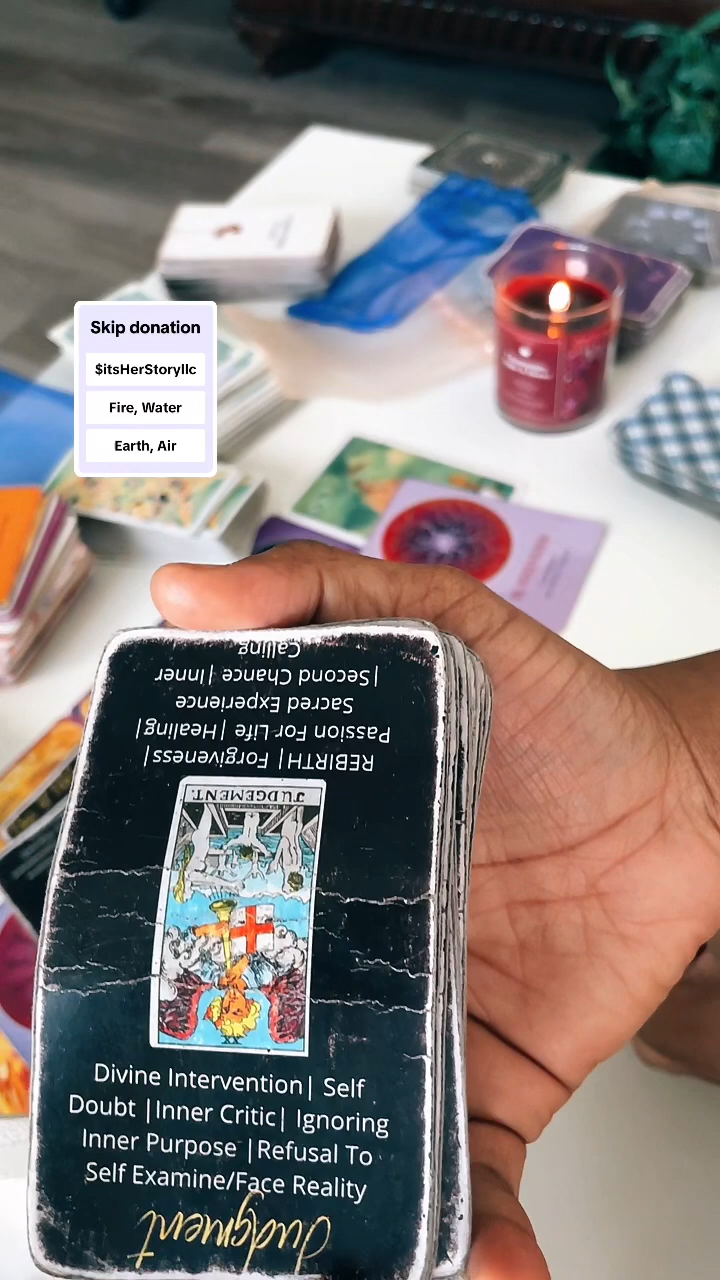 Skip donation
$itsHerStoryllc
Fire, Water
Earth, Air
Calling
|Second Chance |Inner
Sacred Experience
Passion For Life |Healing|
REBIRTH| Forgiveness|
JUDGEMENT.
Divine Intervention| Self
Doubt |Inner Critic| Ignoring
Inner Purpose |Refusal To
Self Examine/Face Reality
Judgment